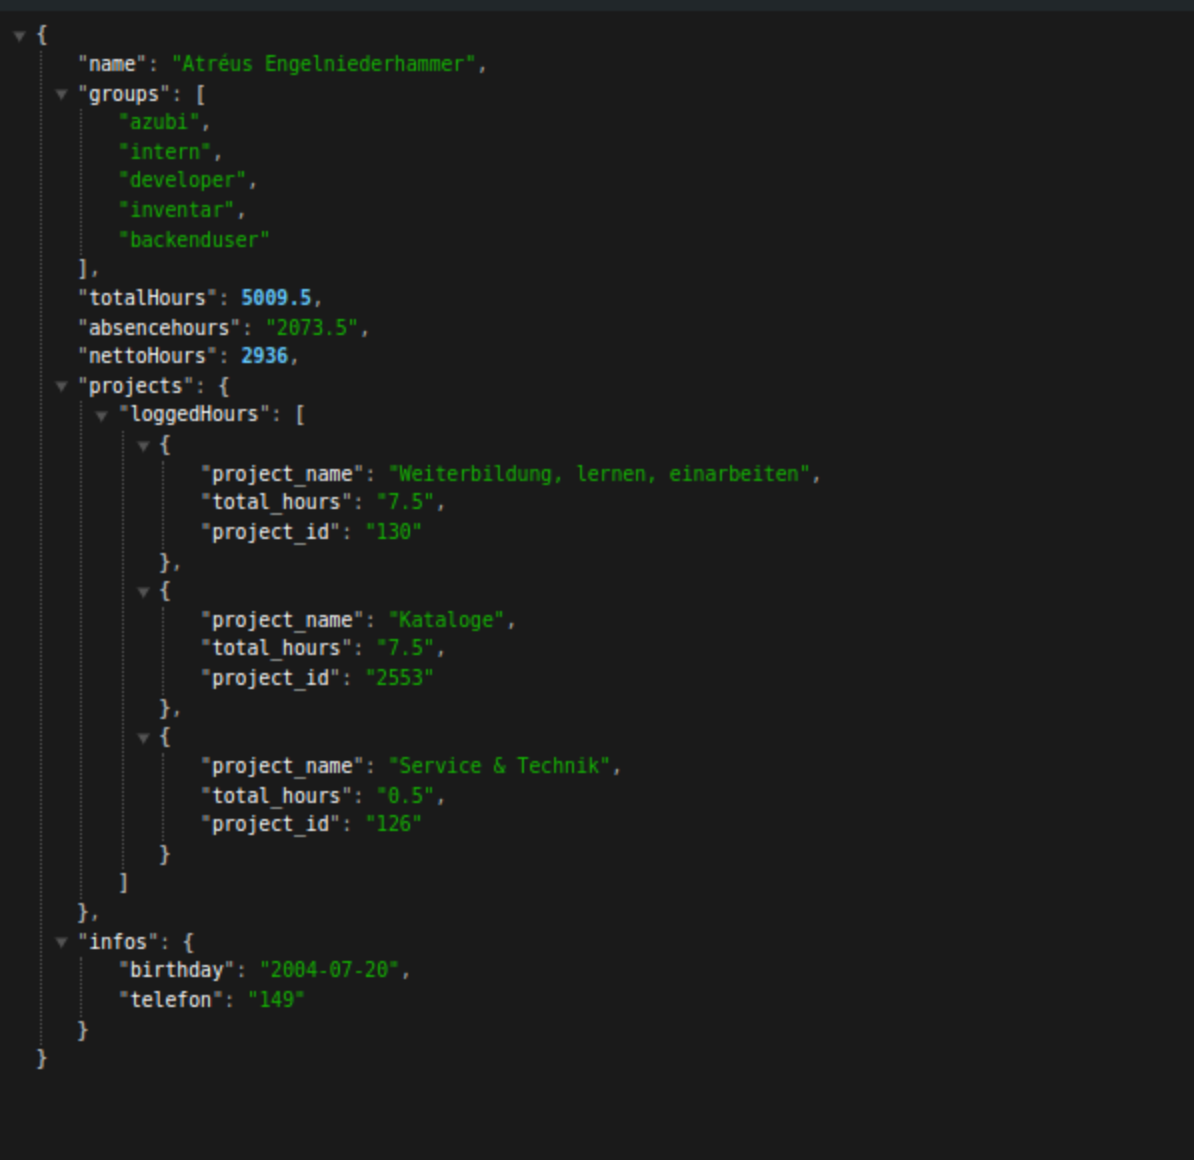 {
"name": "Atréus Engelniederhammer",
"groups": [
"azubi",
"intern",
"developer",
"inventar",
"backenduser"
],
"totalHours": 5009.5,
"absencehours": "2073.5",
"nettoHours": 2936,
"projects": {
"loggedHours": [
{
"project_name": "Weiterbildung, lernen, einarbeiten",
"total_hours": "7.5",
"project_id": "130"
},
{
"project_name": "Kataloge",
"total_hours": "7.5",
"project_id": "2553"
},
{
"project_name": "Service & Technik",
"total_hours": "0.5",
"project_id": "126"
}
]
},
"infos": {
"birthday": "2004-07-20",
"telefon": "149"
}
}